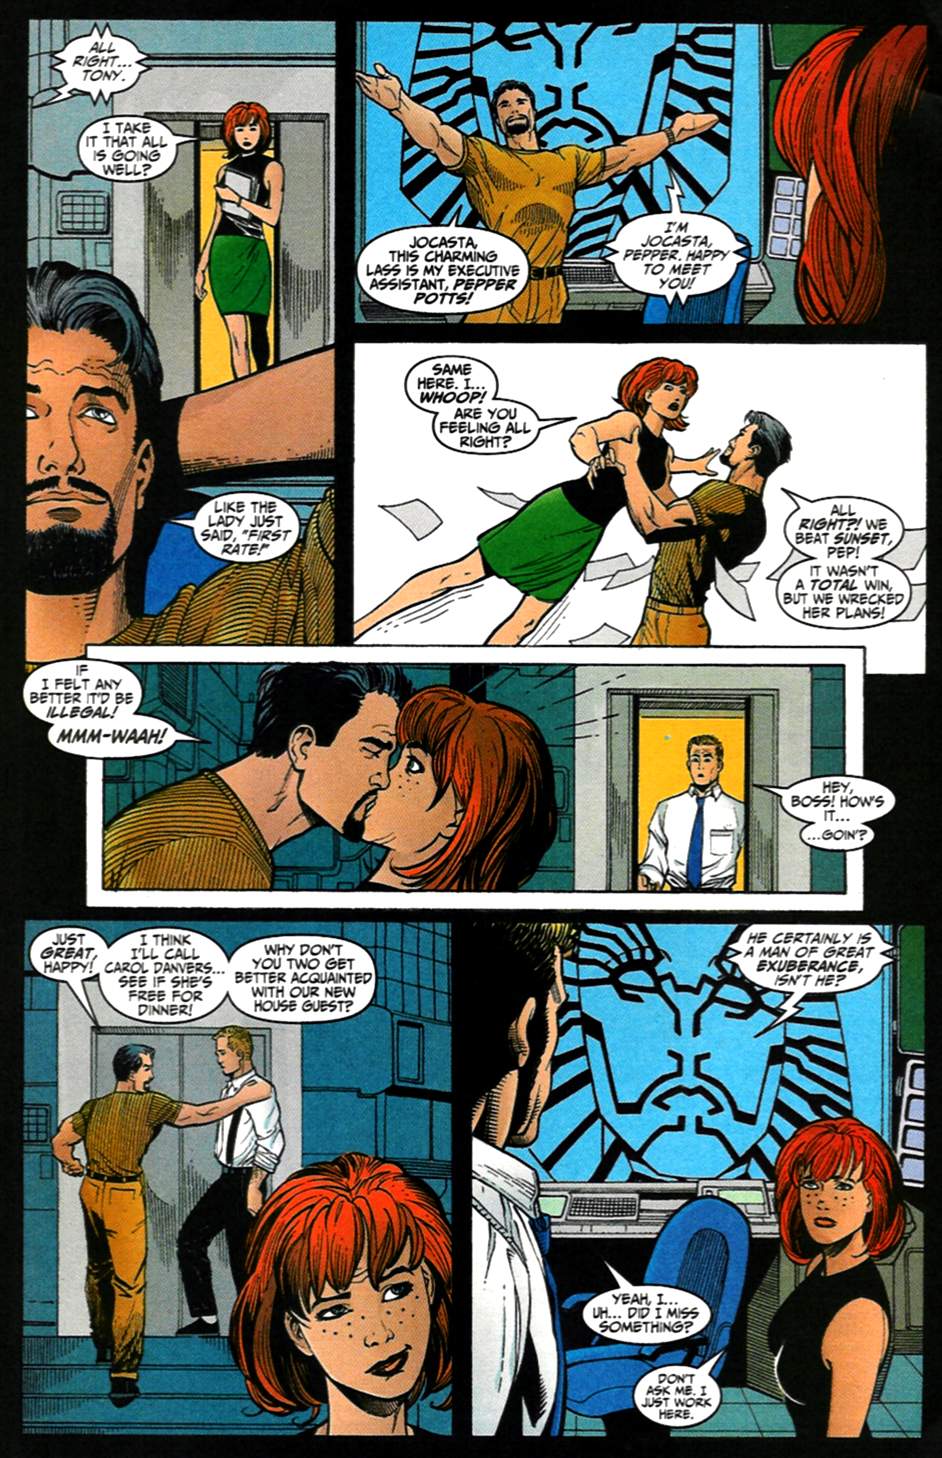 ALL
RIGHT...
TONY.
I TAKE
IT THAT ALL
IS GOING
WELL?
LIKE THE
LADY JUST
SAID, "FIRST
RATE!"
JOCASTA,
THIS CHARMING
LASS IS MY EXECUTIVE
ASSISTANT, PEPPER
POTTS!
I'M
JOCASTA,
PEPPER. HAPPY
TO MEET
YOU!
SAME
HERE. I...
WHOOP!
ARE YOU
FEELING ALL
RIGHT?
ALL
RIGHT?! WE
BEAT SUNSET,
PEP!
IT WASN'T
A TOTAL WIN,
BUT WE WRECKED
HER PLANS!
IF
I FELT ANY
BETTER IT'D BE
ILLEGAL!
MMM-WAAH!
HEY,
BOSS! HOW'S
IT...
...GOIN'?
JUST
GREAT,
HAPPY!
I THINK
I'LL CALL
CAROL DANVERS...
SEE IF SHE'S
FREE FOR
DINNER!
WHY DON'T
YOU TWO GET
BETTER ACQUAINTED
WITH OUR NEW
HOUSE GUEST?
HE CERTAINLY IS
A MAN OF GREAT
EXUBERANCE,
ISN'T HE?
YEAH, I...
UH... DID I MISS
SOMETHING?
DON'T
ASK ME. I
JUST WORK
HERE.